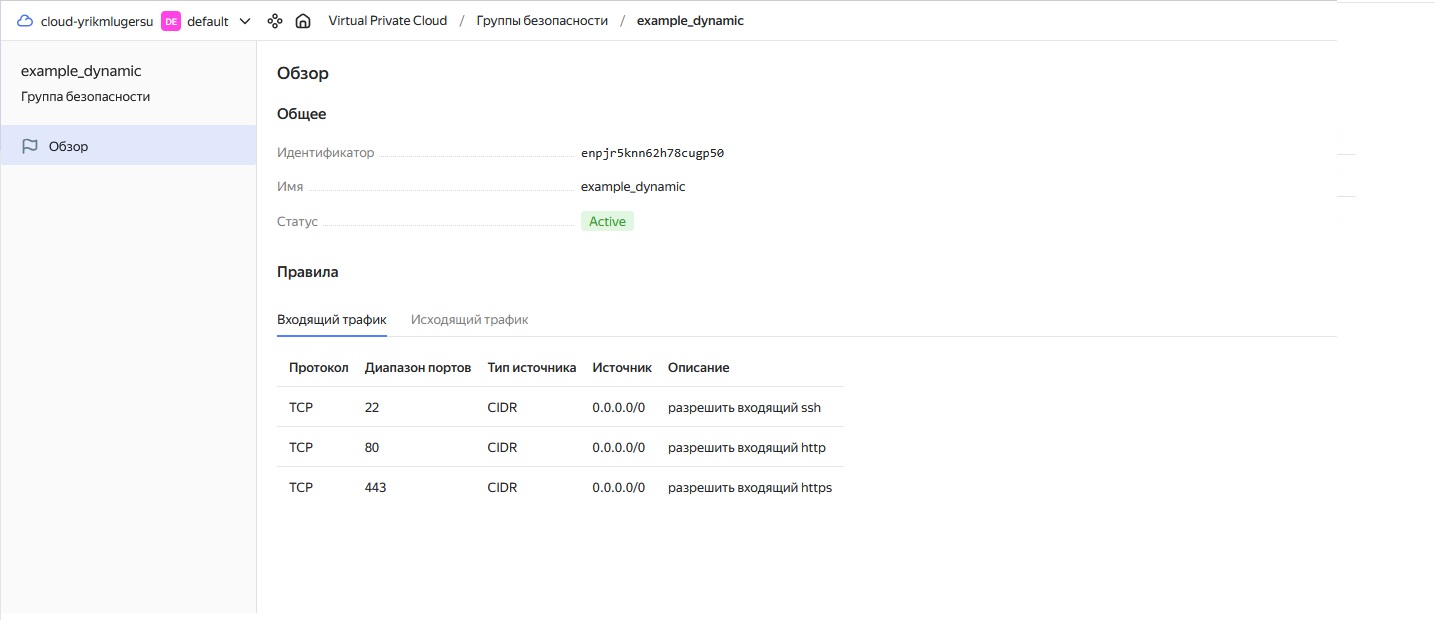 cloud-yrikmlugersu DE default Virtual Private Cloud / Группы безопасности / example_dynamic
example_dynamic
Группа безопасности
Обзор
Обзор
Общее
Идентификатор enpjr5knn62h78cugp50
Имя example_dynamic
Статус Active
Правила
Входящий трафик Исходящий трафик
Протокол Диапазон портов Тип источника Источник Описание
TCP 22 CIDR 0.0.0.0/0 разрешить входящий ssh
TCP 80 CIDR 0.0.0.0/0 разрешить входящий http
TCP 443 CIDR 0.0.0.0/0 разрешить входящий https